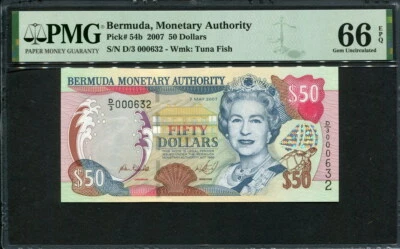 PMG
PAPER MONEY GUARANTY
Bermuda, Monetary Authority
Pick# 54b 2007 50 Dollars
S/N D/3 000632 - Wmk: Tuna Fish
66 EPQ
Gem Uncirculated
BERMUDA MONETARY AUTHORITY
D/3 000632
$50
FIFTY
DOLLARS
$50
$50
D/3 000632